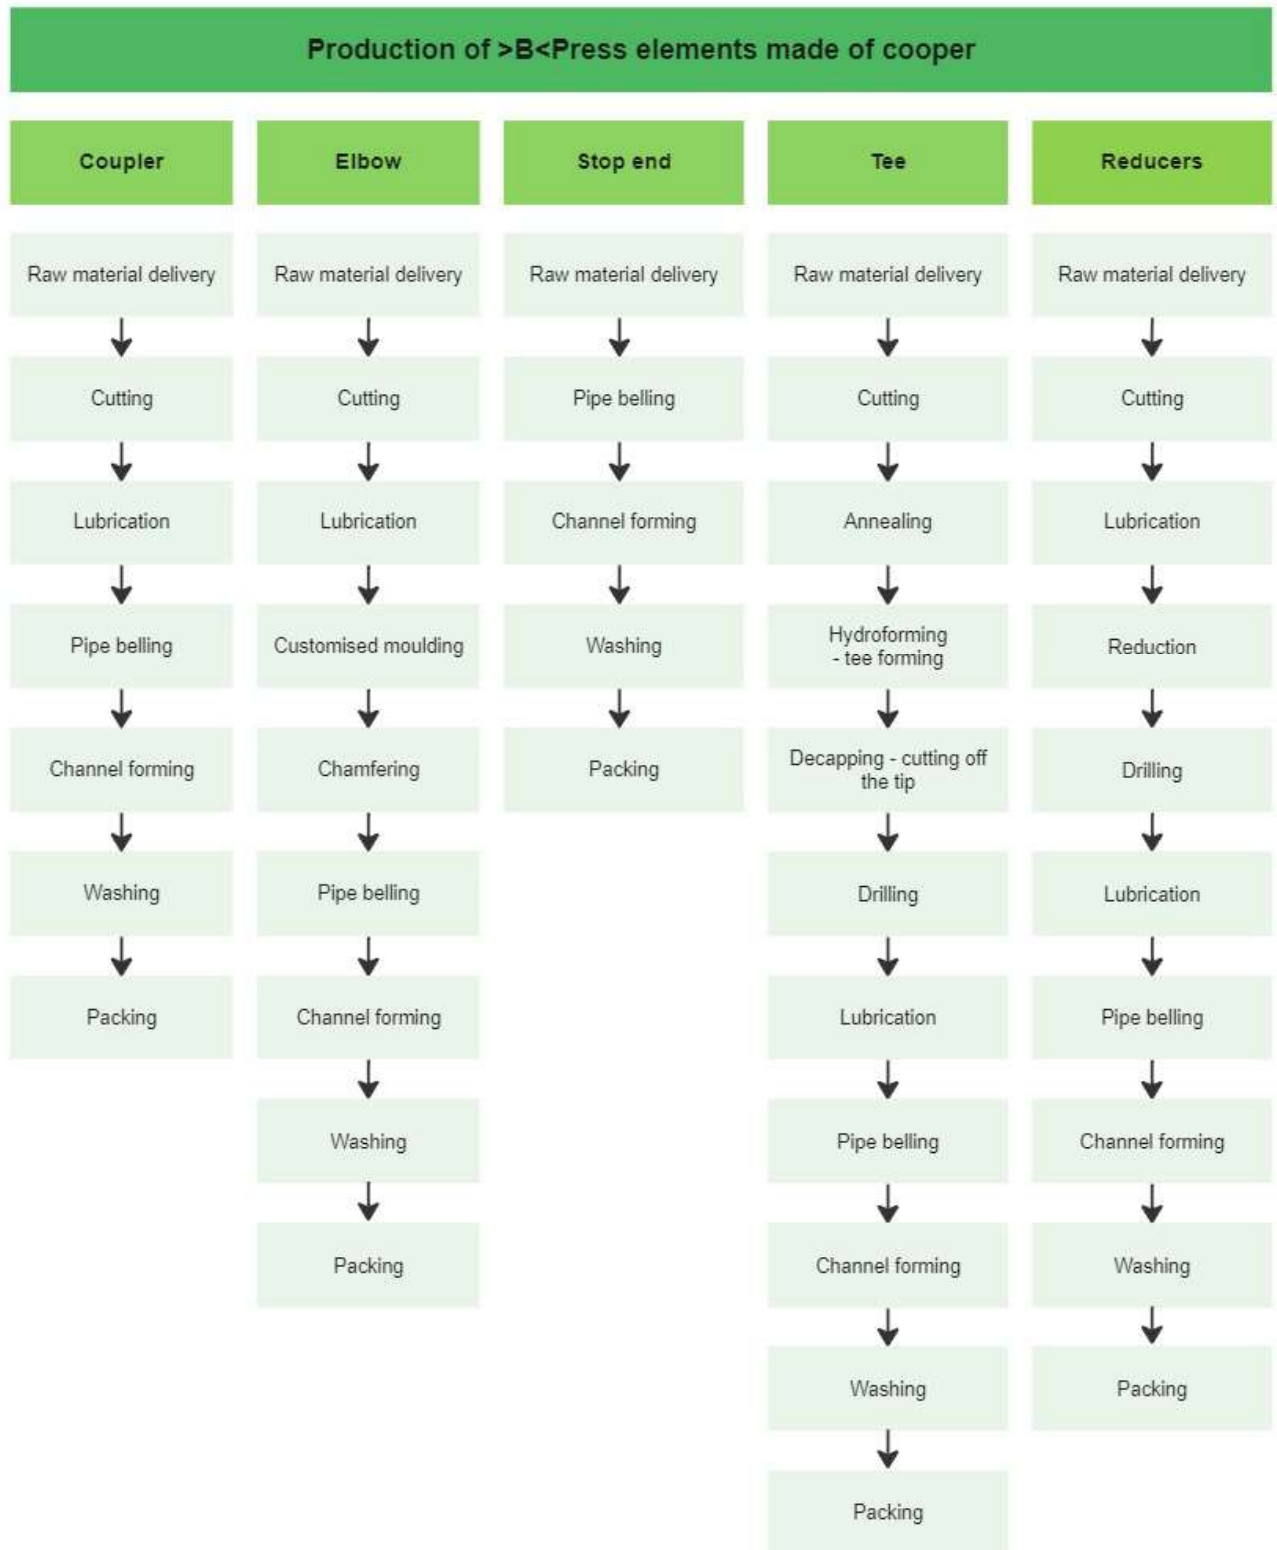 Production of >B<Press elements made of cooper
Coupler
Raw material delivery
Cutting
Lubrication
Pipe belling
Channel forming
Washing
Packing
Elbow
Raw material delivery
Cutting
Lubrication
Customised moulding
Chamfering
Pipe belling
Channel forming
Washing
Packing
Stop end
Raw material delivery
Pipe belling
Channel forming
Washing
Packing
Tee
Raw material delivery
Cutting
Annealing
Hydroforming
- tee forming
Decapping - cutting off
the tip
Drilling
Lubrication
Pipe belling
Channel forming
Washing
Packing
Reducers
Raw material delivery
Cutting
Lubrication
Reduction
Drilling
Lubrication
Pipe belling
Channel forming
Washing
Packing